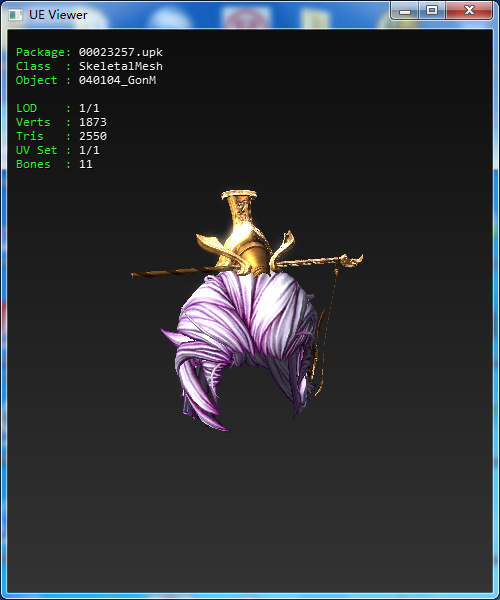 UE Viewer
Package: 00023257.upk
Class  : SkeletalMesh
Object : 040104_GonM
LOD    : 1/1
Verts  : 1873
Tris   : 2550
UV Set : 1/1
Bones  : 11